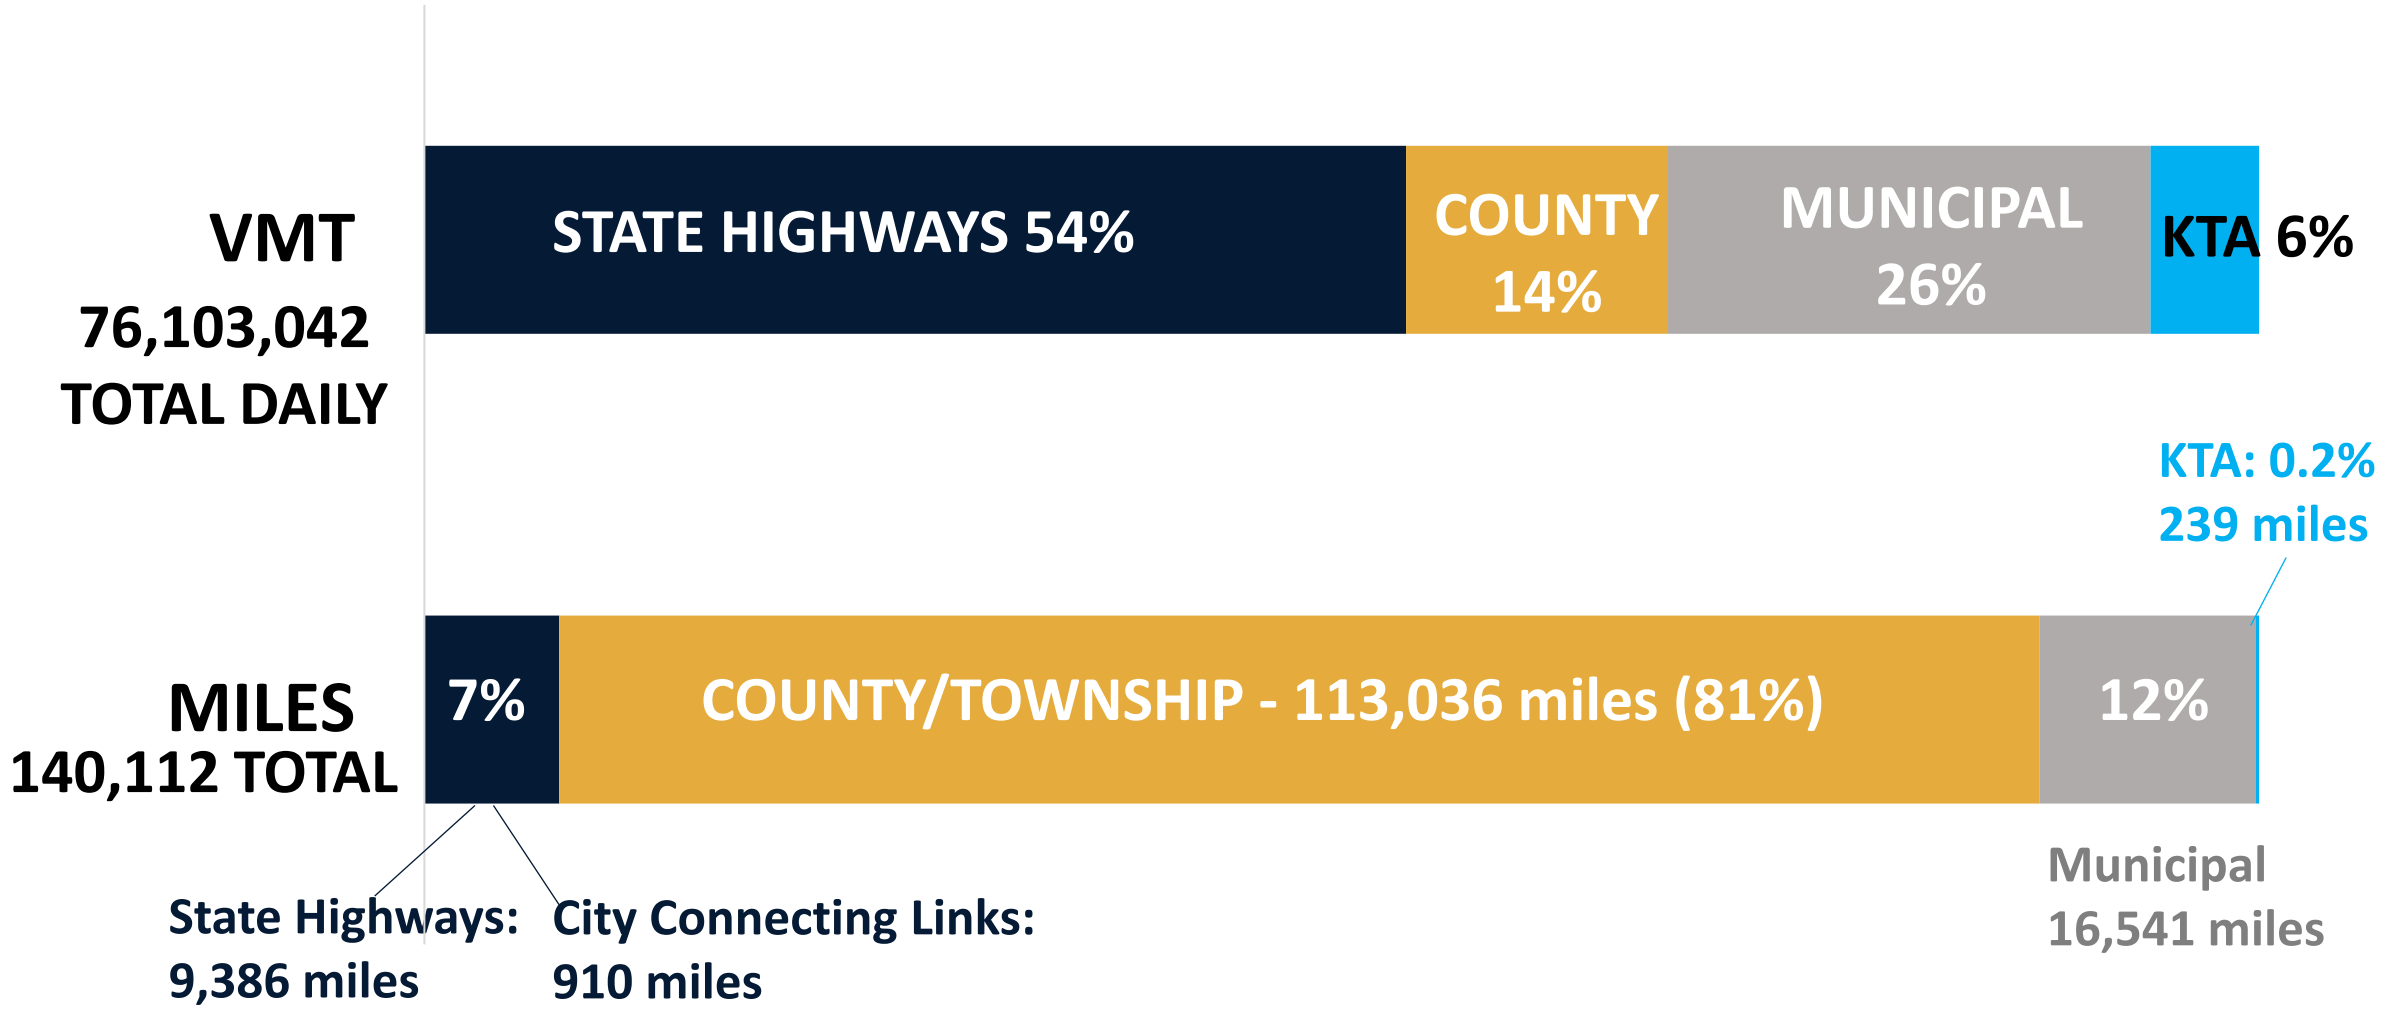 VMT
76,103,042
TOTAL DAILY
STATE HIGHWAYS 54%
COUNTY
14%
MUNICIPAL
26%
KTA 6%
KTA: 0.2%
239 miles
MILES
140,112 TOTAL
7%
COUNTY/TOWNSHIP - 113,036 miles (81%)
12%
State Highways:
9,386 miles
City Connecting Links:
910 miles
Municipal
16,541 miles